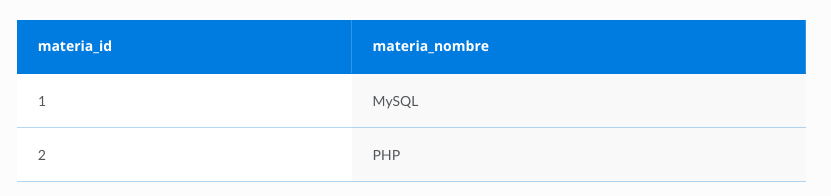 materia_id materia_nombre
1 MySQL
2 PHP